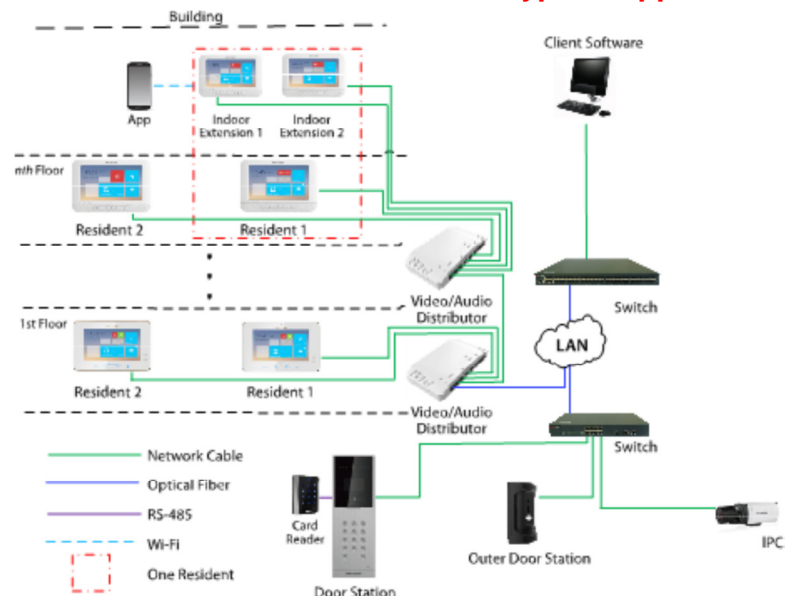 Building
Client Software
App
Indoor
Extension 1
Indoor
Extension 2
nth Floor
Resident 2
Resident 1
Video/Audio
Distributor
Switch
1st Floor
LAN
Resident 2
Resident 1
Video/Audio
Distributor
Switch
Network Cable
Optical Fiber
RS-485
Wi-Fi
One Resident
Card
Reader
Door Station
Outer Door Station
IPC